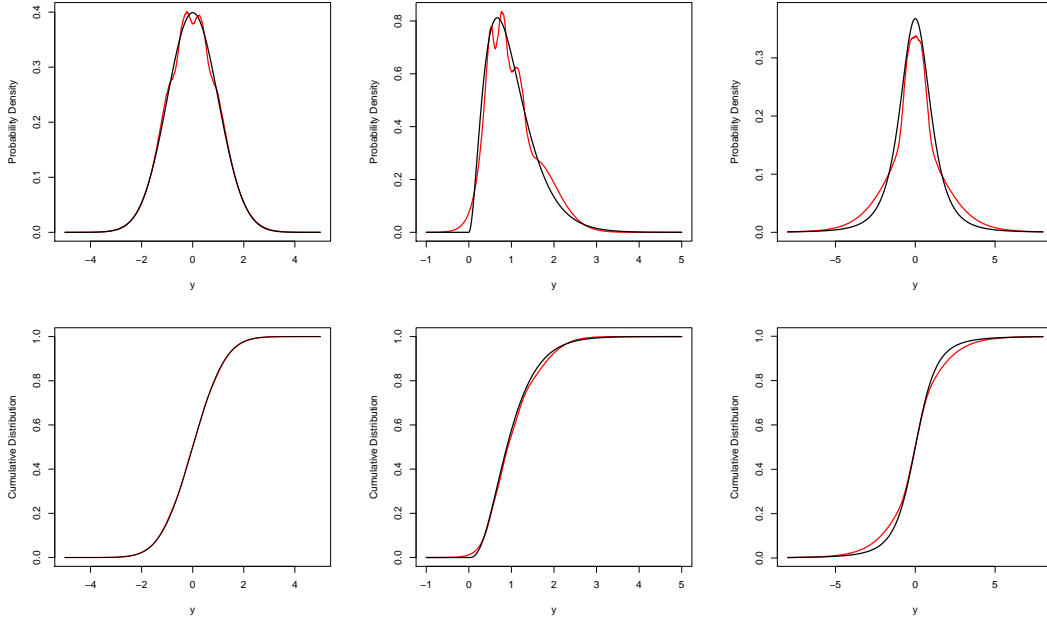 Probability Density
0.0 0.1 0.2 0.3 0.4
−4 −2 0 2 4
y
Probability Density
0.0 0.2 0.4 0.6 0.8
−1 0 1 2 3 4 5
y
Probability Density
0.0 0.1 0.2 0.3
−5 0 5
y
Cumulative Distribution
0.0 0.2 0.4 0.6 0.8 1.0
−4 −2 0 2 4
y
Cumulative Distribution
0.0 0.2 0.4 0.6 0.8 1.0
−1 0 1 2 3 4 5
y
Cumulative Distribution
0.0 0.2 0.4 0.6 0.8 1.0
−5 0 5
y